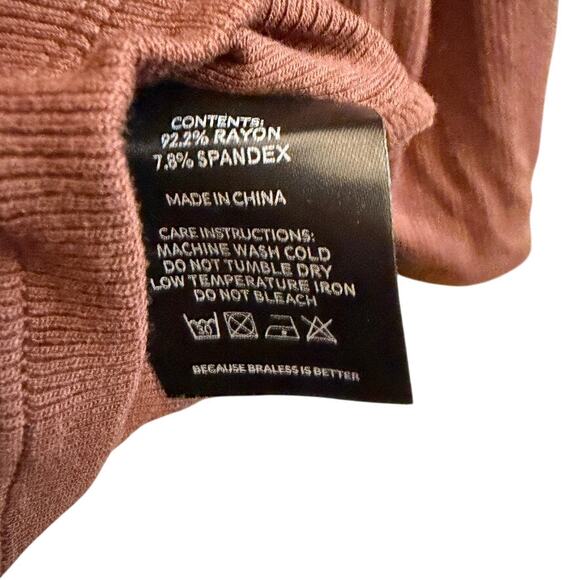 CONTENTS:
92.2% RAYON
7.8% SPANDEX
MADE IN CHINA
CARE INSTRUCTIONS:
MACHINE WASH COLD
DO NOT TUMBLE DRY
LOW TEMPERATURE IRON
DO NOT BLEACH
30
BECAUSE BRALESS IS BETTER